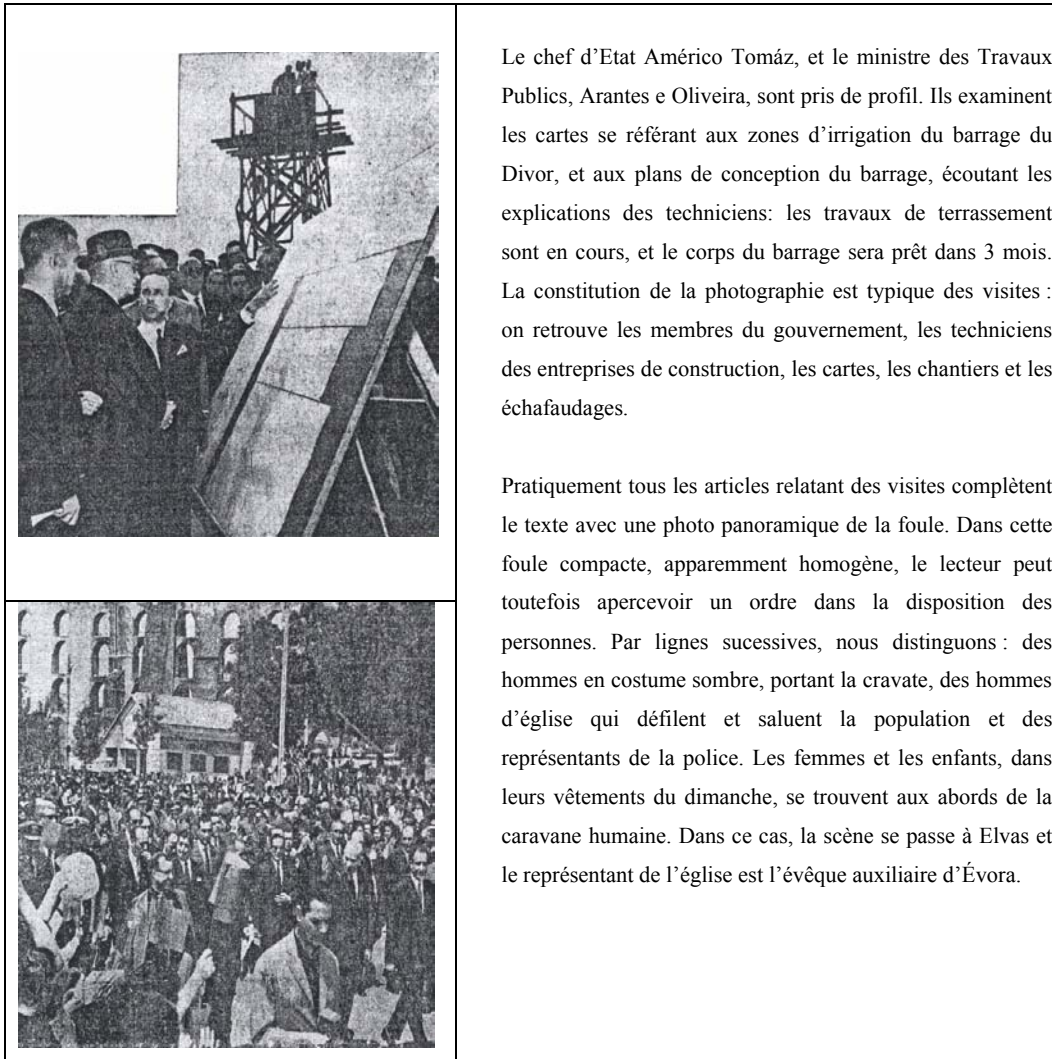 Le chef d’Etat Américo Tomáz, et le ministre des Travaux
Publics, Arantes e Oliveira, sont pris de profil. Ils examinent
les cartes se référant aux zones d’irrigation du barrage du
Divor, et aux plans de conception du barrage, écoutant les
explications des techniciens: les travaux de terrassement
sont en cours, et le corps du barrage sera prêt dans 3 mois.
La constitution de la photographie est typique des visites :
on retrouve les membres du gouvernement, les techniciens
des entreprises de construction, les cartes, les chantiers et les
échafaudages.
Pratiquement tous les articles relatant des visites complètent
le texte avec une photo panoramique de la foule. Dans cette
foule compacte, apparemment homogène, le lecteur peut
toutefois apercevoir un ordre dans la disposition des
personnes. Par lignes sucessives, nous distinguons : des
hommes en costume sombre, portant la cravate, des hommes
d’église qui défilent et saluent la population et des
représentants de la police. Les femmes et les enfants, dans
leurs vêtements du dimanche, se trouvent aux abords de la
caravane humaine. Dans ce cas, la scène se passe à Elvas et
le représentant de l’église est l’évêque auxiliaire d’Évora.